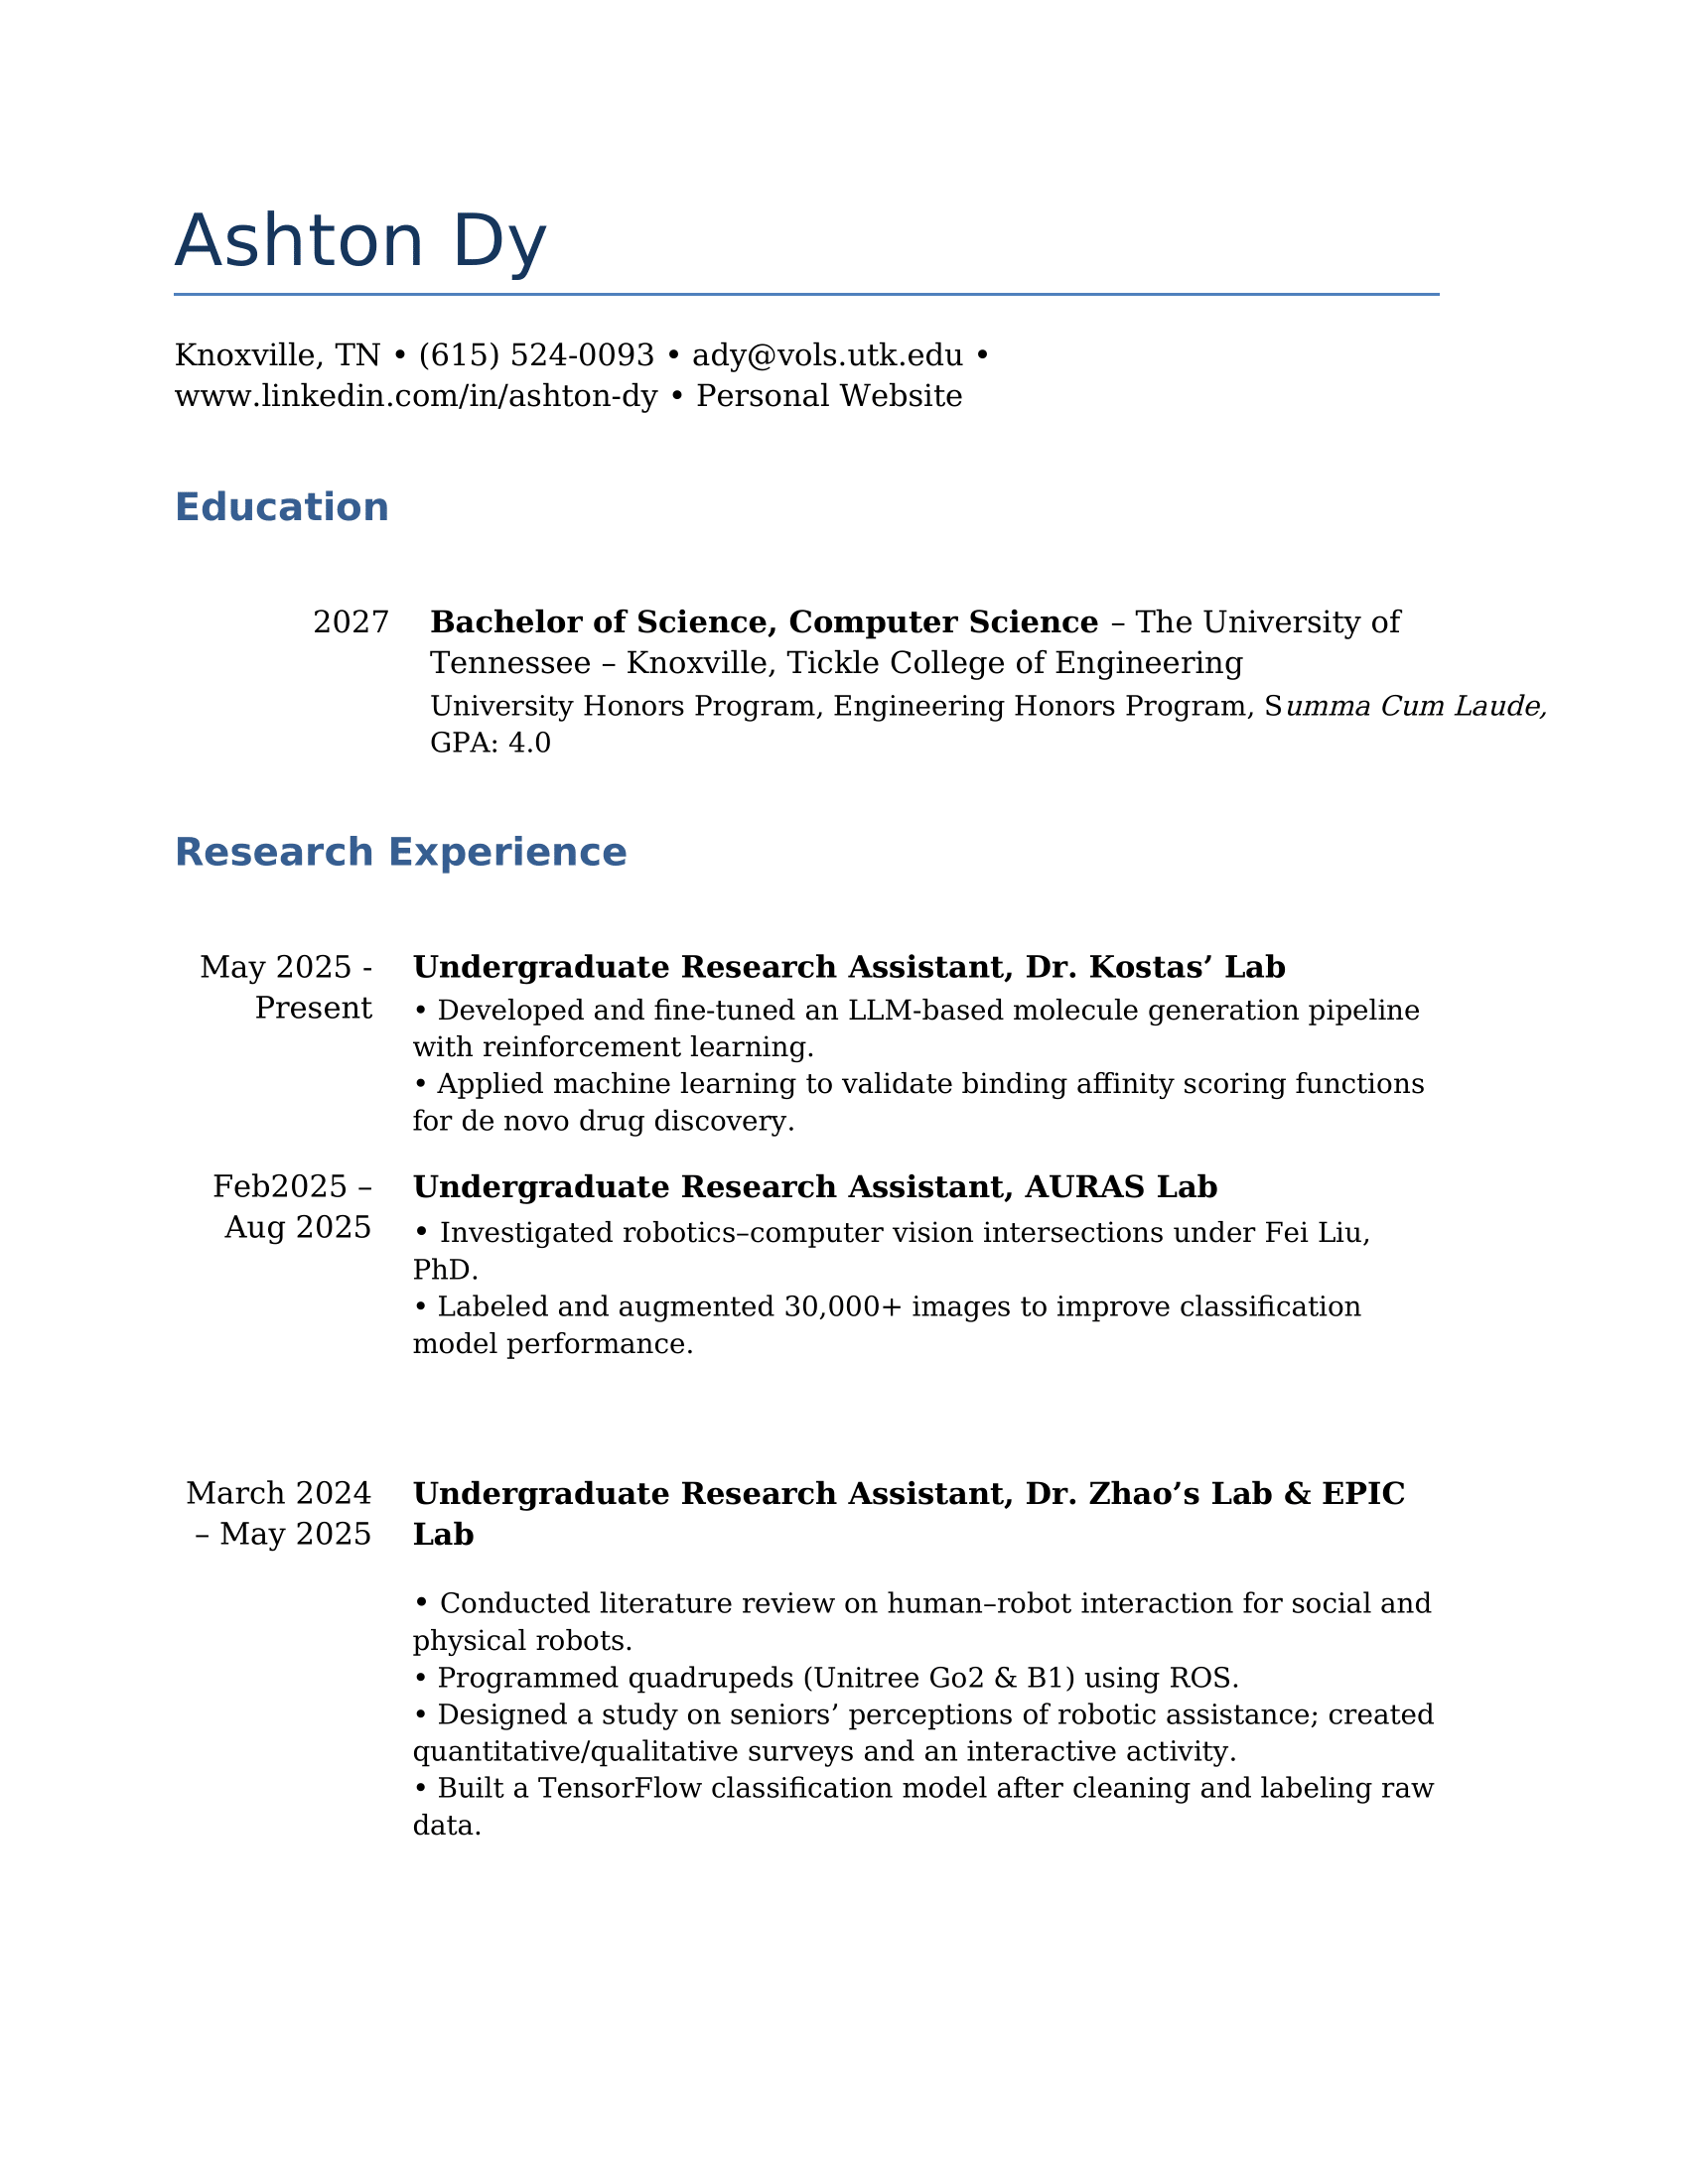 Ashton Dy
Knoxville, TN • (615) 524-0093 • ady@vols.utk.edu •
www.linkedin.com/in/ashton-dy • Personal Website
Education
2027 Bachelor of Science, Computer Science – The University of
Tennessee – Knoxville, Tickle College of Engineering
University Honors Program, Engineering Honors Program, Summa Cum Laude,
GPA: 4.0
Research Experience
May 2025 - Undergraduate Research Assistant, Dr. Kostas’ Lab
Present • Developed and fine-tuned an LLM-based molecule generation pipeline
with reinforcement learning.
• Applied machine learning to validate binding affinity scoring functions
for de novo drug discovery.
Feb2025 – Undergraduate Research Assistant, AURAS Lab
Aug 2025 • Investigated robotics–computer vision intersections under Fei Liu,
PhD.
• Labeled and augmented 30,000+ images to improve classification
model performance.
March 2024 Undergraduate Research Assistant, Dr. Zhao’s Lab & EPIC
– May 2025 Lab
• Conducted literature review on human–robot interaction for social and
physical robots.
• Programmed quadrupeds (Unitree Go2 & B1) using ROS.
• Designed a study on seniors’ perceptions of robotic assistance; created
quantitative/qualitative surveys and an interactive activity.
• Built a TensorFlow classification model after cleaning and labeling raw
data.